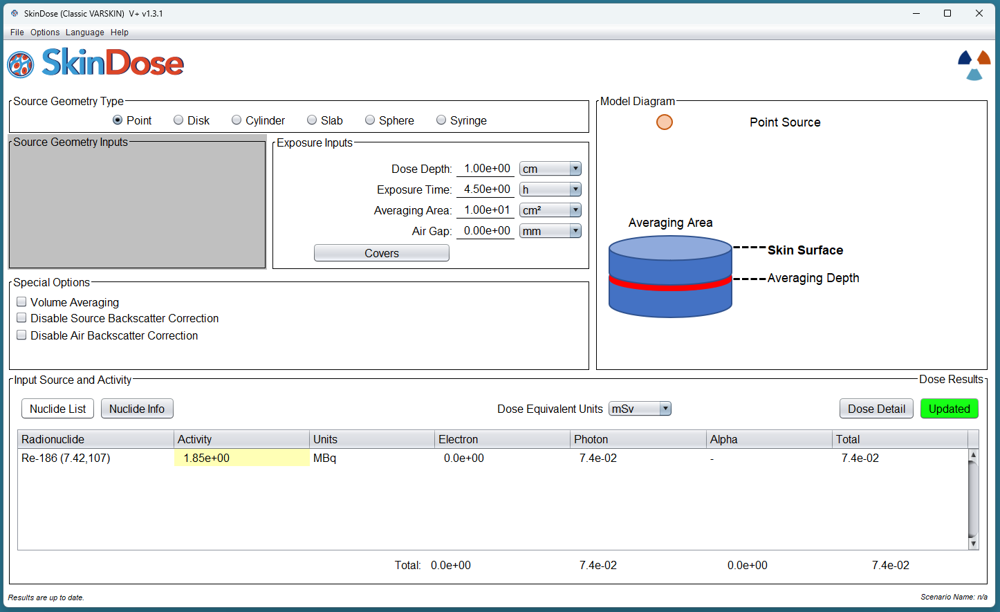 SkinDose (Classic VARSKIN) V+ v1.3.1
File Options Language Help
SkinDose
Source Geometry Type
Point Disk Cylinder Slab Sphere Syringe
Source Geometry Inputs
Exposure Inputs
Dose Depth: 1.00e+00 cm
Exposure Time: 4.50e+00 h
Averaging Area: 1.00e+01 cm²
Air Gap: 0.00e+00 mm
Covers
Special Options
Volume Averaging
Disable Source Backscatter Correction
Disable Air Backscatter Correction
Model Diagram
Point Source
Averaging Area
Skin Surface
Averaging Depth
Input Source and Activity
Dose Results
Nuclide List Nuclide Info Dose Equivalent Units mSv Dose Detail Updated
Radionuclide Activity Units Electron Photon Alpha Total
Re-186 (7.42,107) 1.85e+00 MBq 0.0e+00 7.4e-02 - 7.4e-02
Total: 0.0e+00 7.4e-02 0.0e+00 7.4e-02
Results are up to date.
Scenario Name: n/a